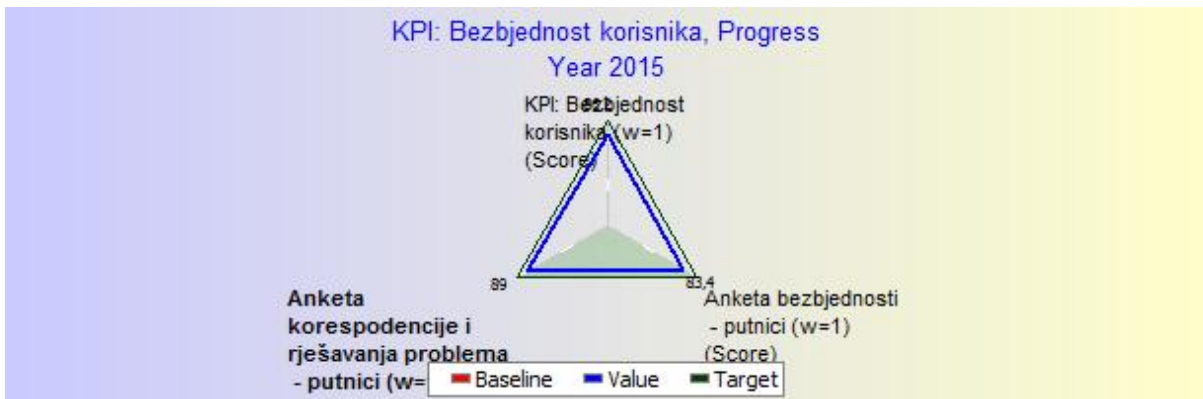 KPI: Bezbjednost korisnika, Progress
Year 2015
KPI: Bezbjednost
korisnika (w=1)
(Score)
89
83,4
Anketa
korespodencije i
rješavanja problema
- putnici (w=
Anketa bezbjednosti
- putnici (w=1)
(Score)
Baseline
Value
Target